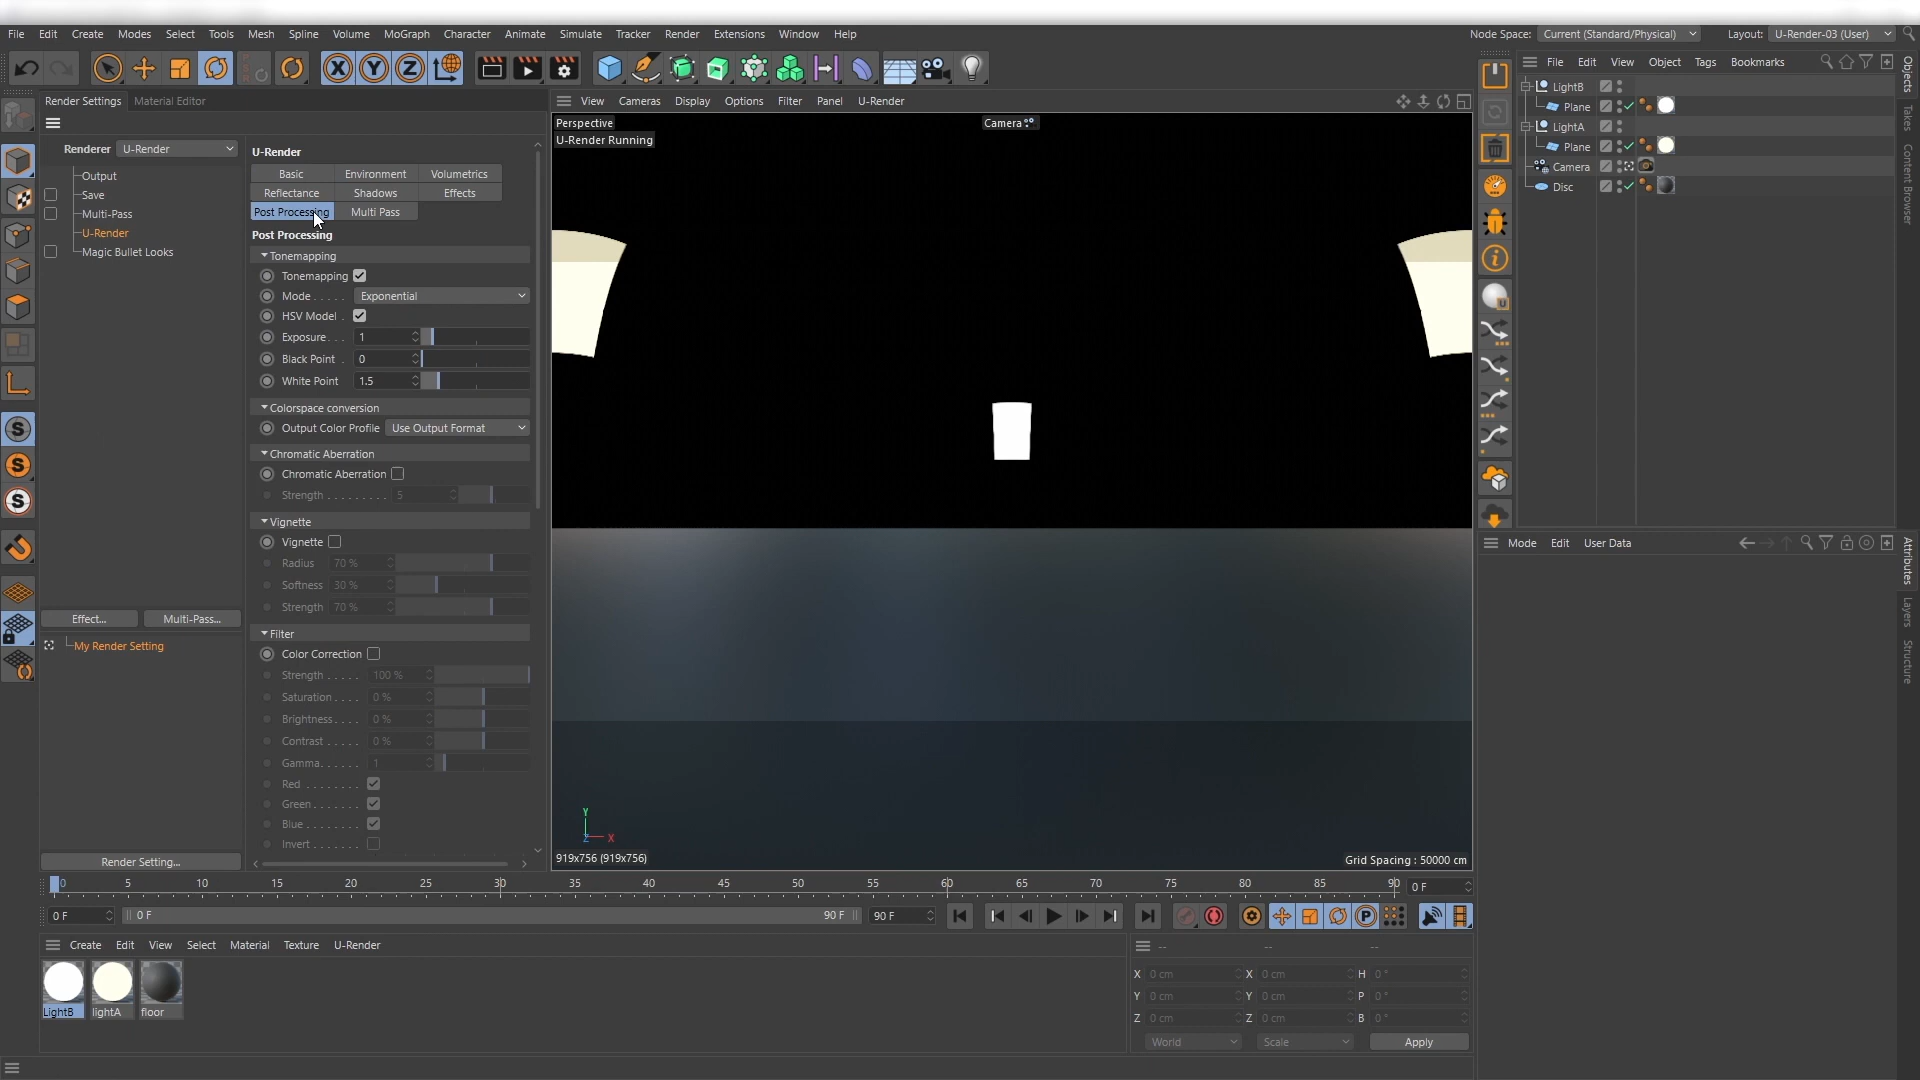 File Edit Create Modes Select Tools Mesh Spline Volume MoGraph Character Animate Simulate Tracker Render Extensions Window Help
Node Space: Current (Standard/Physical) Layout: U-Render-03 (User)
Render Settings Material Editor
View Cameras Display Options Filter Panel U-Render
File Edit View Object Tags Bookmarks
Renderer U-Render
Output
Save
Multi-Pass
U-Render
Magic Bullet Looks
Effect... Multi-Pass...
My Render Setting
Render Setting...
U-Render
Basic Environment Volumetrics
Reflectance Shadows Effects
Post Processing Multi Pass
Post Processing
Tonemapping
Tonemapping
Mode . . . . . Exponential
HSV Model .
Exposure . . . 1
Black Point . 0
White Point 1.5
Colorspace conversion
Output Color Profile Use Output Format
Chromatic Aberration
Chromatic Aberration
Strength . . . . . . . . . 5
Vignette
Vignette
Radius 70 %
Softness 30 %
Strength 70 %
Filter
Color Correction
Strength . . . . . 100 %
Saturation . . . . 0 %
Brightness . . . . 0 %
Contrast . . . . . 0 %
Gamma. . . . . . 1
Red . . . . . . . .
Green . . . . . . .
Blue . . . . . . . .
Invert . . . . . . .
Perspective
U-Render Running
Camera
Y
Z X
919x756 (919x756)
Grid Spacing : 50000 cm
LightB
Plane
LightA
Plane
Camera
Disc
Objects
Takes
Content Browser
Mode Edit User Data
Attributes
Layers
Structure
0 5 10 15 20 25 30 35 40 45 50 55 60 65 70 75 80 85 90 0 F
0 F 0 F 90 F 90 F
Create Edit View Select Material Texture U-Render
LightB lightA floor
-- -- --
X 0 cm X 0 cm H 0 °
Y 0 cm Y 0 cm P 0 °
Z 0 cm Z 0 cm B 0 °
World Scale Apply